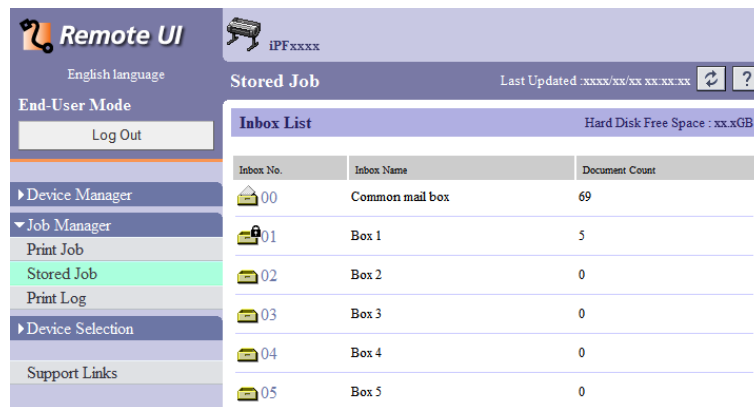 Remote UI
English language
End-User Mode
Log Out
Device Manager
Job Manager
Print Job
Stored Job
Print Log
Device Selection
Support Links
iPFxxxx
Stored Job
Last Updated :xxxx/xx/xx xx:xx:xx ?
Inbox List
Hard Disk Free Space : xx.xGB
Inbox No. Inbox Name Document Count
00 Common mail box 69
01 Box 1 5
02 Box 2 0
03 Box 3 0
04 Box 4 0
05 Box 5 0